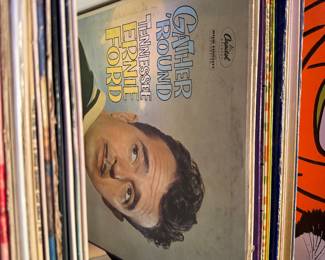 GATHER
'ROUND
TENNESSEE
ERNIE
FORD
Capitol